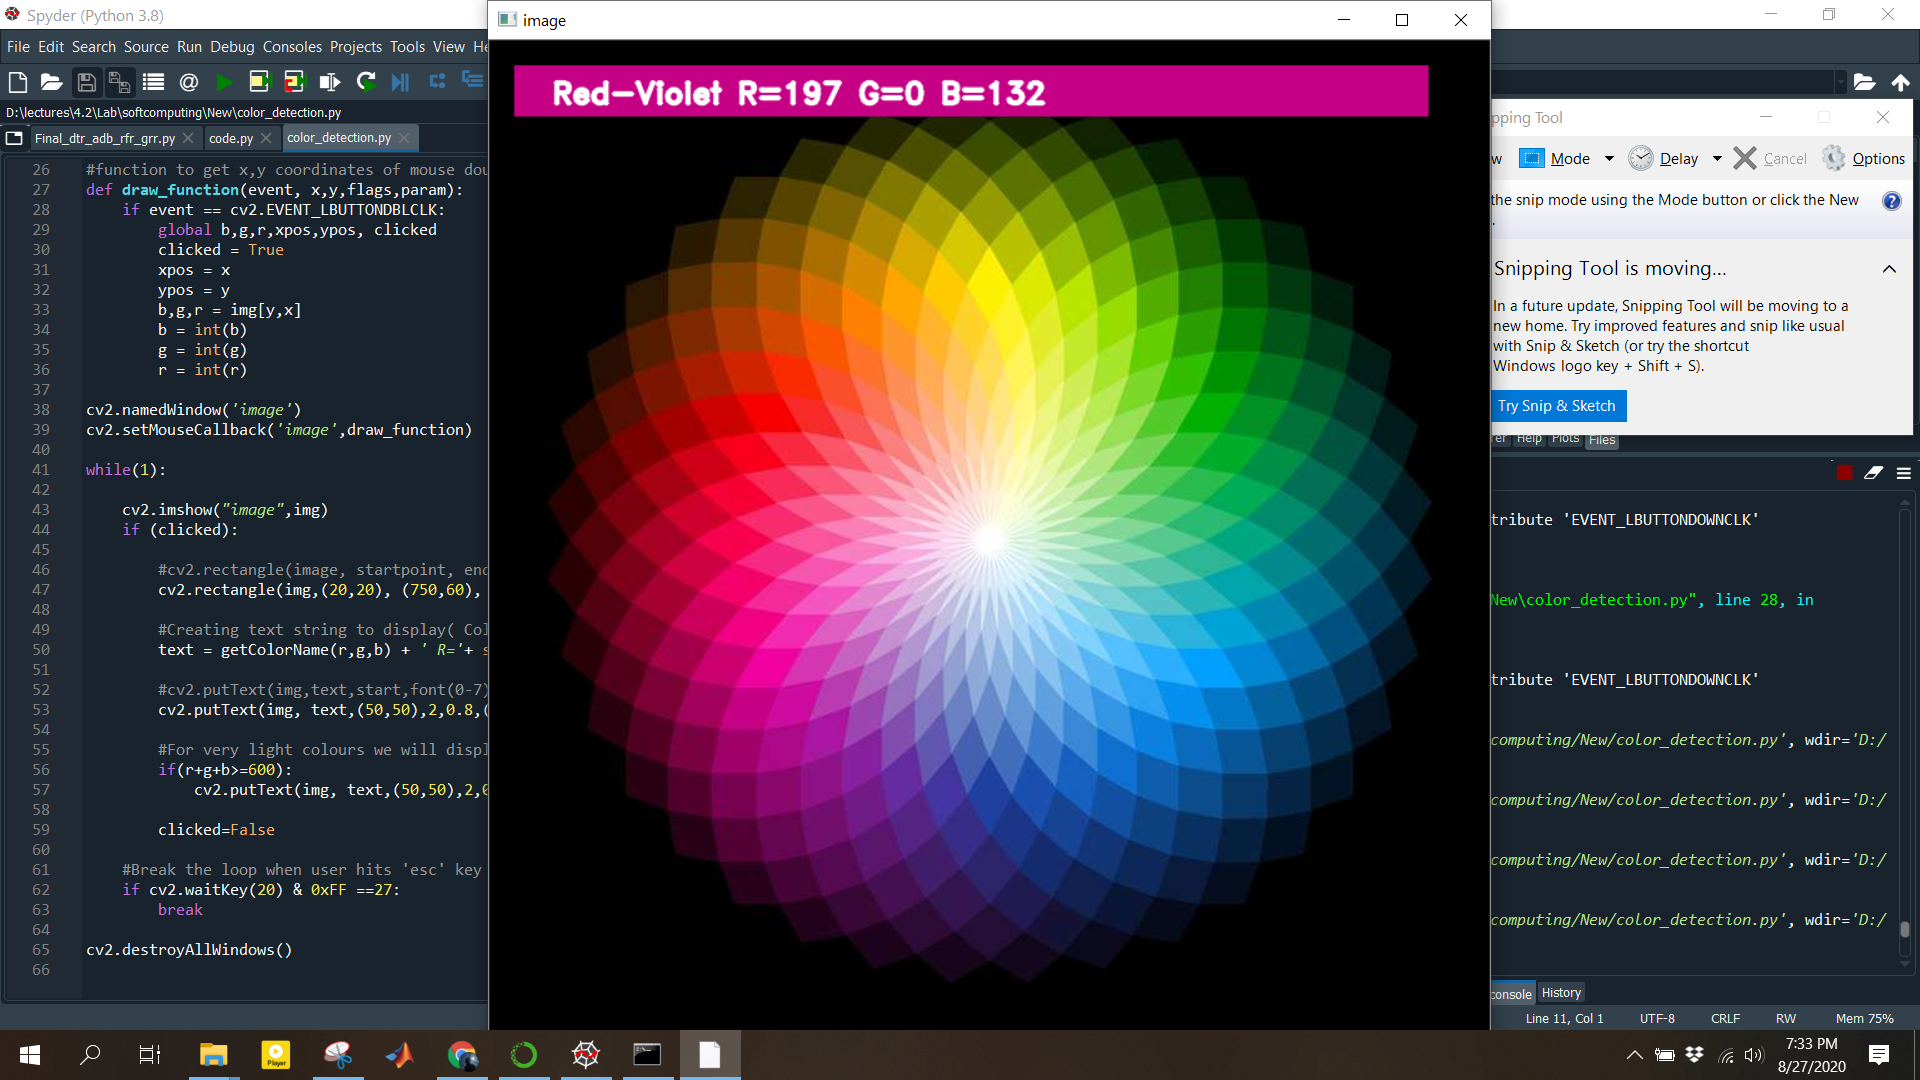 Spyder (Python 3.8)
File Edit Search Source Run Debug Consoles Projects Tools View He
D:\lectures\4.2\Lab\softcomputing\New\color_detection.py
Final_dtr_adb_rfr_grr.py
code.py
color_detection.py
26 #function to get x,y coordinates of mouse dou
27 def draw_function(event, x,y,flags,param):
28 if event == cv2.EVENT_LBUTTONDBLCLK:
29 global b,g,r,xpos,ypos, clicked
30 clicked = True
31 xpos = x
32 ypos = y
33 b,g,r = img[y,x]
34 b = int(b)
35 g = int(g)
36 r = int(r)
37
38 cv2.namedWindow('image')
39 cv2.setMouseCallback('image',draw_function)
40
41 while(1):
42
43 cv2.imshow("image",img)
44 if (clicked):
45
46 #cv2.rectangle(image, startpoint, end
47 cv2.rectangle(img,(20,20), (750,60),
48
49 #Creating text string to display( Col
50 text = getColorName(r,g,b) + ' R='+ s
51
52 #cv2.putText(img,text,start,font(0-7)
53 cv2.putText(img, text,(50,50),2,0.8,(
54
55 #For very light colours we will displ
56 if(r+g+b>=600):
57 cv2.putText(img, text,(50,50),2,0
58
59 clicked=False
60
61 #Break the loop when user hits 'esc' key
62 if cv2.waitKey(20) & 0xFF ==27:
63 break
64
65 cv2.destroyAllWindows()
66
image
Red-Violet R=197 G=0 B=132
pping Tool
w Mode Delay Cancel Options
the snip mode using the Mode button or click the New
.
Snipping Tool is moving...
In a future update, Snipping Tool will be moving to a
new home. Try improved features and snip like usual
with Snip & Sketch (or try the shortcut
Windows logo key + Shift + S).
Try Snip & Sketch
rer Help Plots Files
tribute 'EVENT_LBUTTONDOWNCLK'
New\color_detection.py", line 28, in
tribute 'EVENT_LBUTTONDOWNCLK'
computing/New/color_detection.py', wdir='D:/
computing/New/color_detection.py', wdir='D:/
computing/New/color_detection.py', wdir='D:/
computing/New/color_detection.py', wdir='D:/
console History
Line 11, Col 1 UTF-8 CRLF RW Mem 75%
Player
7:33 PM
8/27/2020